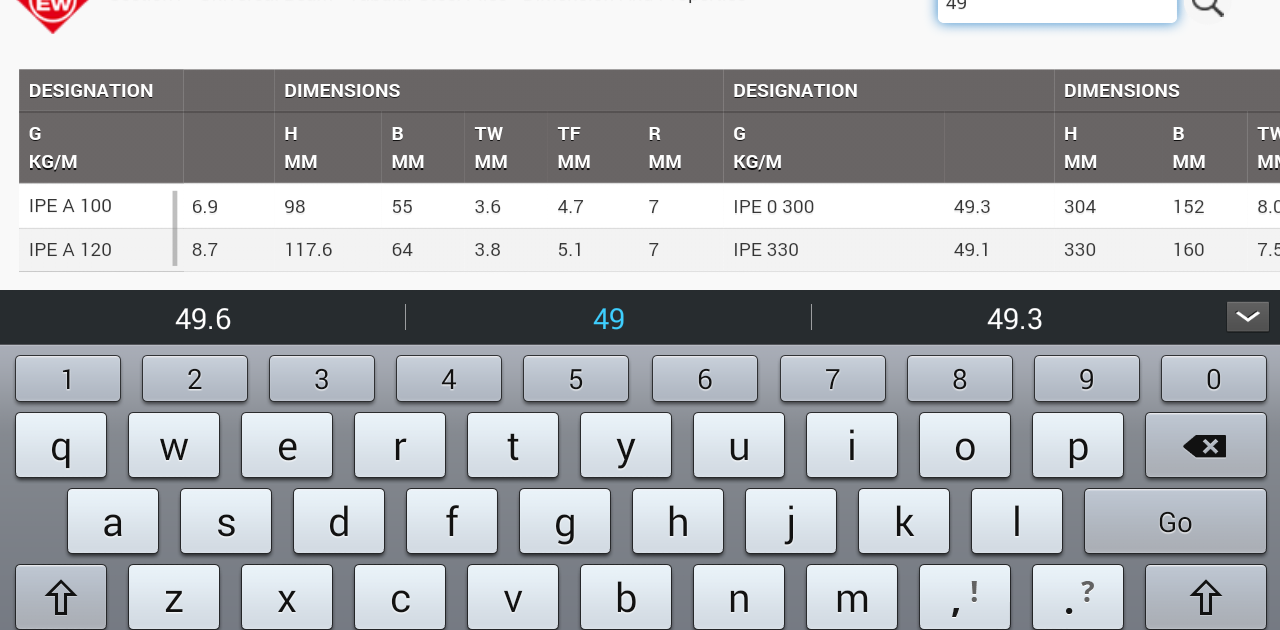 EW
49
DESIGNATION DIMENSIONS DESIGNATION DIMENSIONS
G H B TW TF R G H B TW
KG/M MM MM MM MM MM KG/M MM MM MM
IPE A 100 6.9 98 55 3.6 4.7 7 IPE 0 300 49.3 304 152 8.0
IPE A 120 8.7 117.6 64 3.8 5.1 7 IPE 330 49.1 330 160 7.5
49.6 49 49.3
1 2 3 4 5 6 7 8 9 0
q w e r t y u i o p
a s d f g h j k l Go
z x c v b n m , ! . ?